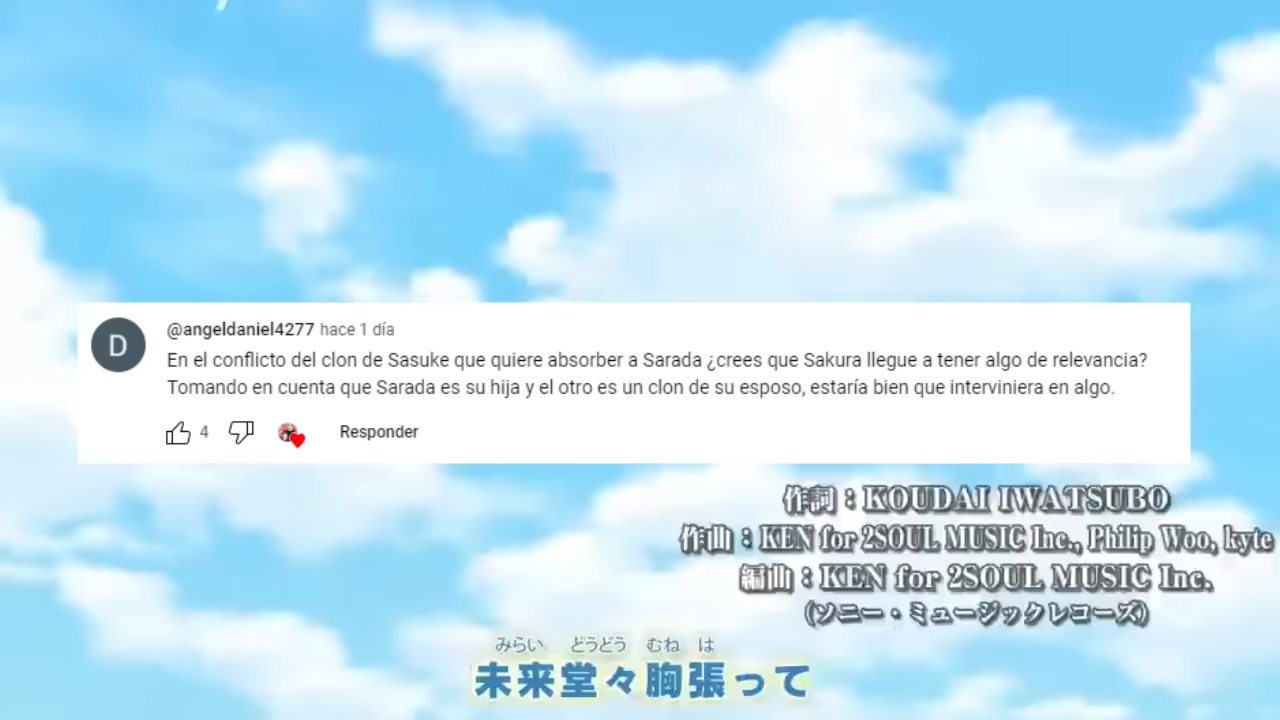 D
@angeldaniel4277 hace 1 día
En el conflicto del clon de Sasuke que quiere absorber a Sarada ¿crees que Sakura llegue a tener algo de relevancia?
Tomando en cuenta que Sarada es su hija y el otro es un clon de su esposo, estaría bien que interviniera en algo.
4 Responder
作詞：KOUDAI IWATSUBO
作曲：KEN for 2SOUL MUSIC Inc., Philip Woo, kyte
編曲：KEN for 2SOUL MUSIC Inc.
(ソニー・ミュージックレコーズ)
みらい どうどう むね は
未来堂々胸張って